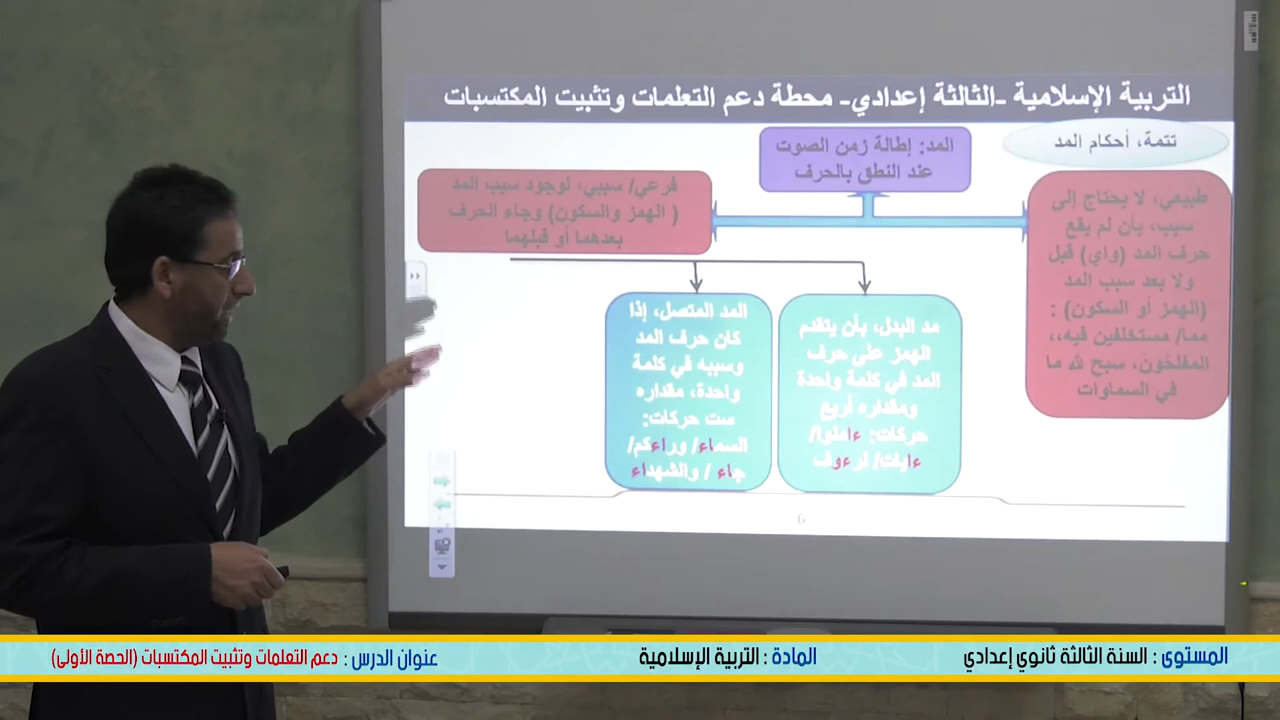 التربية الإسلامية -الثالثة إعدادي- محطة دعم التعلمات وتثبيت المكتسبات
تتمة، أحكام المد
المد: إطالة زمن الصوت
عند النطق بالحرف
طبيعي، لا يحتاج إلى
سبب، بأن لم يقع
حرف المد (واي) قبل
ولا بعد سبب المد
(الهمز أو السكون) :
مما/ مستخلفين فيه،،
المفلحون، سبح لله ما
في السماوات
فرعي/ سببي، لوجود سبب المد
( الهمز والسكون) وجاء الحرف
بعدهما أو قبلهما
مد البدل، بأن يتقدم
الهمز على حرف
المد في كلمة واحدة
ومقداره أربع
حركات: ءامنوا/
ءايات/ لرءوف
المد المتصل، إذا
كان حرف المد
وسببه في كلمة
واحدة، مقداره
ست حركات:
السماء/ وراءكم/
جاء / والشهداء
6
المستوى : السنة الثالثة ثانوي إعدادي
المادة : التربية الإسلامية
عنوان الدرس : دعم التعلمات وتثبيت المكتسبات (الحصة الأولى)